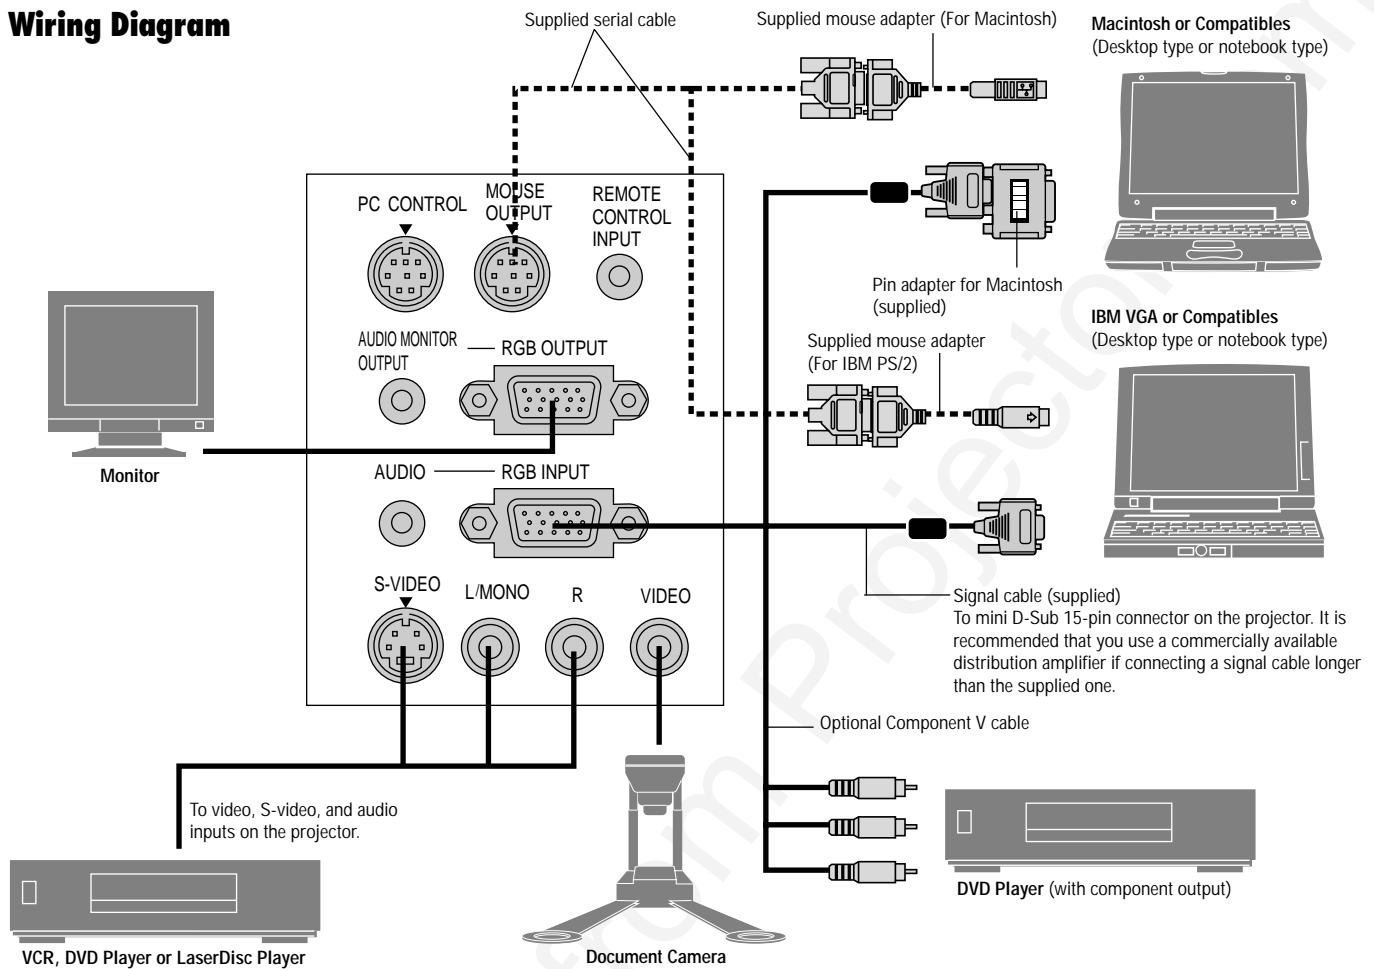 Wiring Diagram
Supplied serial cable
Supplied mouse adapter (For Macintosh)
Macintosh or Compatibles
(Desktop type or notebook type)
PC CONTROL
MOUSE
OUTPUT
REMOTE
CONTROL
INPUT
Pin adapter for Macintosh
(supplied)
IBM VGA or Compatibles
(Desktop type or notebook type)
Supplied mouse adapter
(For IBM PS/2)
AUDIO MONITOR
OUTPUT
RGB OUTPUT
Monitor
AUDIO
RGB INPUT
S-VIDEO
L/MONO
R
VIDEO
Signal cable (supplied)
To mini D-Sub 15-pin connector on the projector. It is
recommended that you use a commercially available
distribution amplifier if connecting a signal cable longer
than the supplied one.
Optional Component V cable
To video, S-video, and audio
inputs on the projector.
DVD Player (with component output)
VCR, DVD Player or LaserDisc Player
Document Camera
from Projector